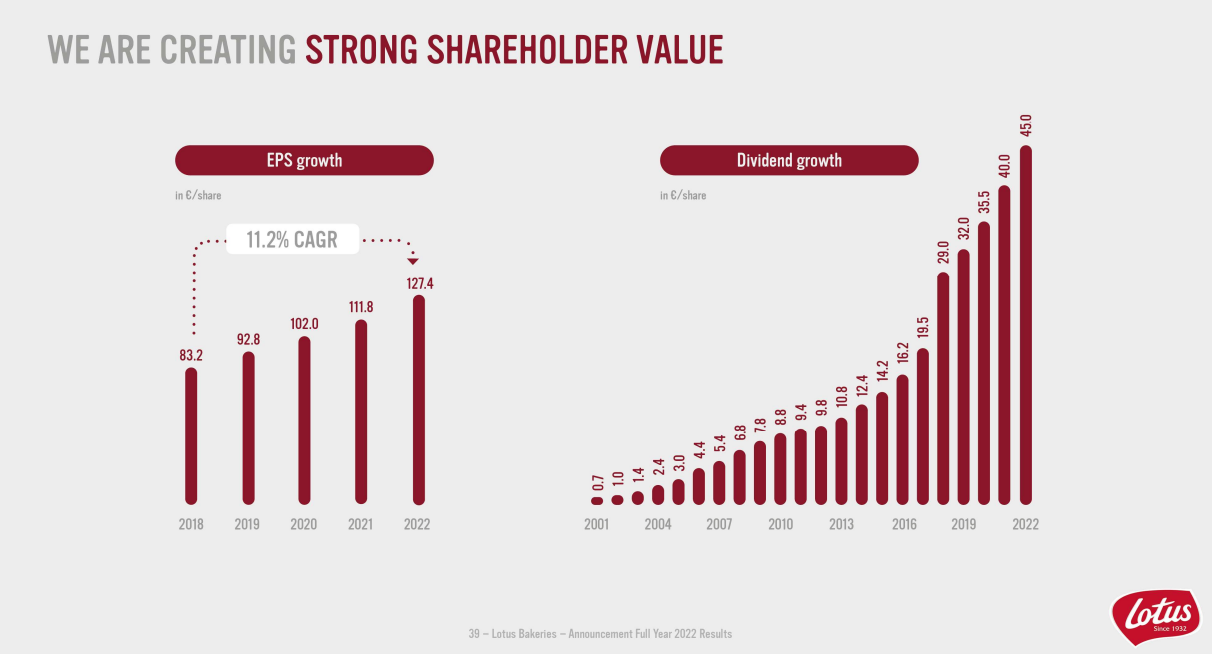 WE ARE CREATING STRONG SHAREHOLDER VALUE
EPS growth
in €/share
11.2% CAGR
83.2
92.8
102.0
111.8
127.4
2018 2019 2020 2021 2022
Dividend growth
in €/share
0.7
1.0
1.4
2.4
3.0
4.4
5.4
6.8
7.8
8.8
9.4
9.8
10.8
12.4
14.2
16.2
19.5
29.0
32.0
35.5
40.0
45.0
2001 2004 2007 2010 2013 2016 2019 2022
39 – Lotus Bakeries – Announcement Full Year 2022 Results
Lotus
Since 1932